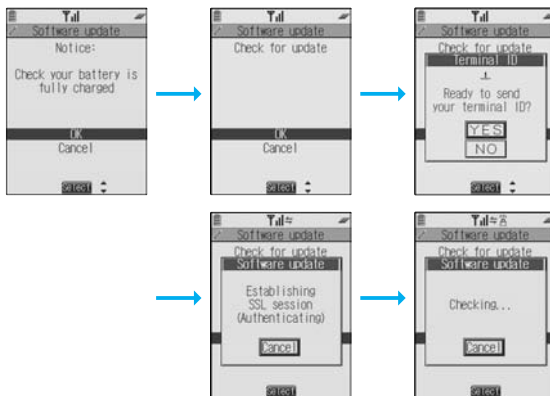 Software update
Notice:
Check your battery is
fully charged
OK
Cancel
Select
Software update
Check for update
OK
Cancel
Select
Software update
Check for update
Terminal ID
Ready to send
your terminal ID?
YES
NO
Select
Software update
Check for update
Software update
Establishing
SSL session
(Authenticating)
Cancel
Select
Software update
Check for update
Software update
Checking...
Cancel
Select